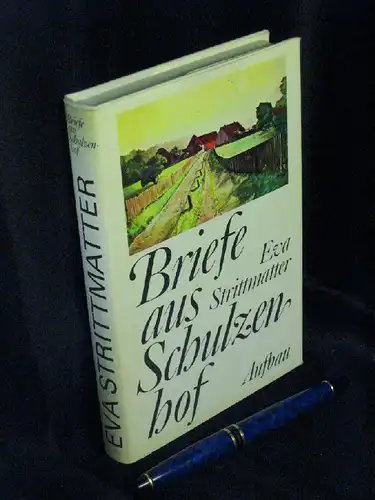 Briefe
aus
Schulzen-
hof
EVA STRITTMATTER
Briefe
aus
Schulzen
hof
Eva
Strittmatter
Aufbau